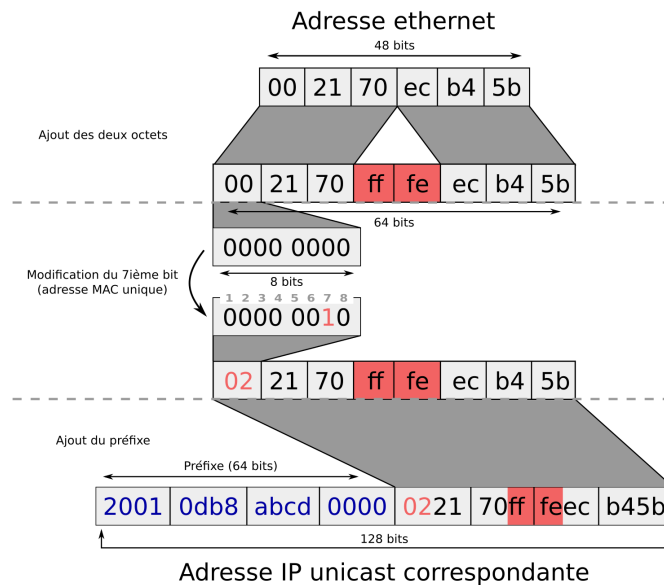 Adresse ethernet
48 bits
00 21 70 ec b4 5b
Ajout des deux octets
00 21 70 ff fe ec b4 5b
64 bits
0000 0000
Modification du 7ième bit
(adresse MAC unique)
8 bits
1 2 3 4 5 6 7 8
0000 0010
02 21 70 ff fe ec b4 5b
Ajout du préfixe
Préfixe (64 bits)
2001 0db8 abcd 0000 0221 70ff feec b45b
128 bits
Adresse IP unicast correspondante